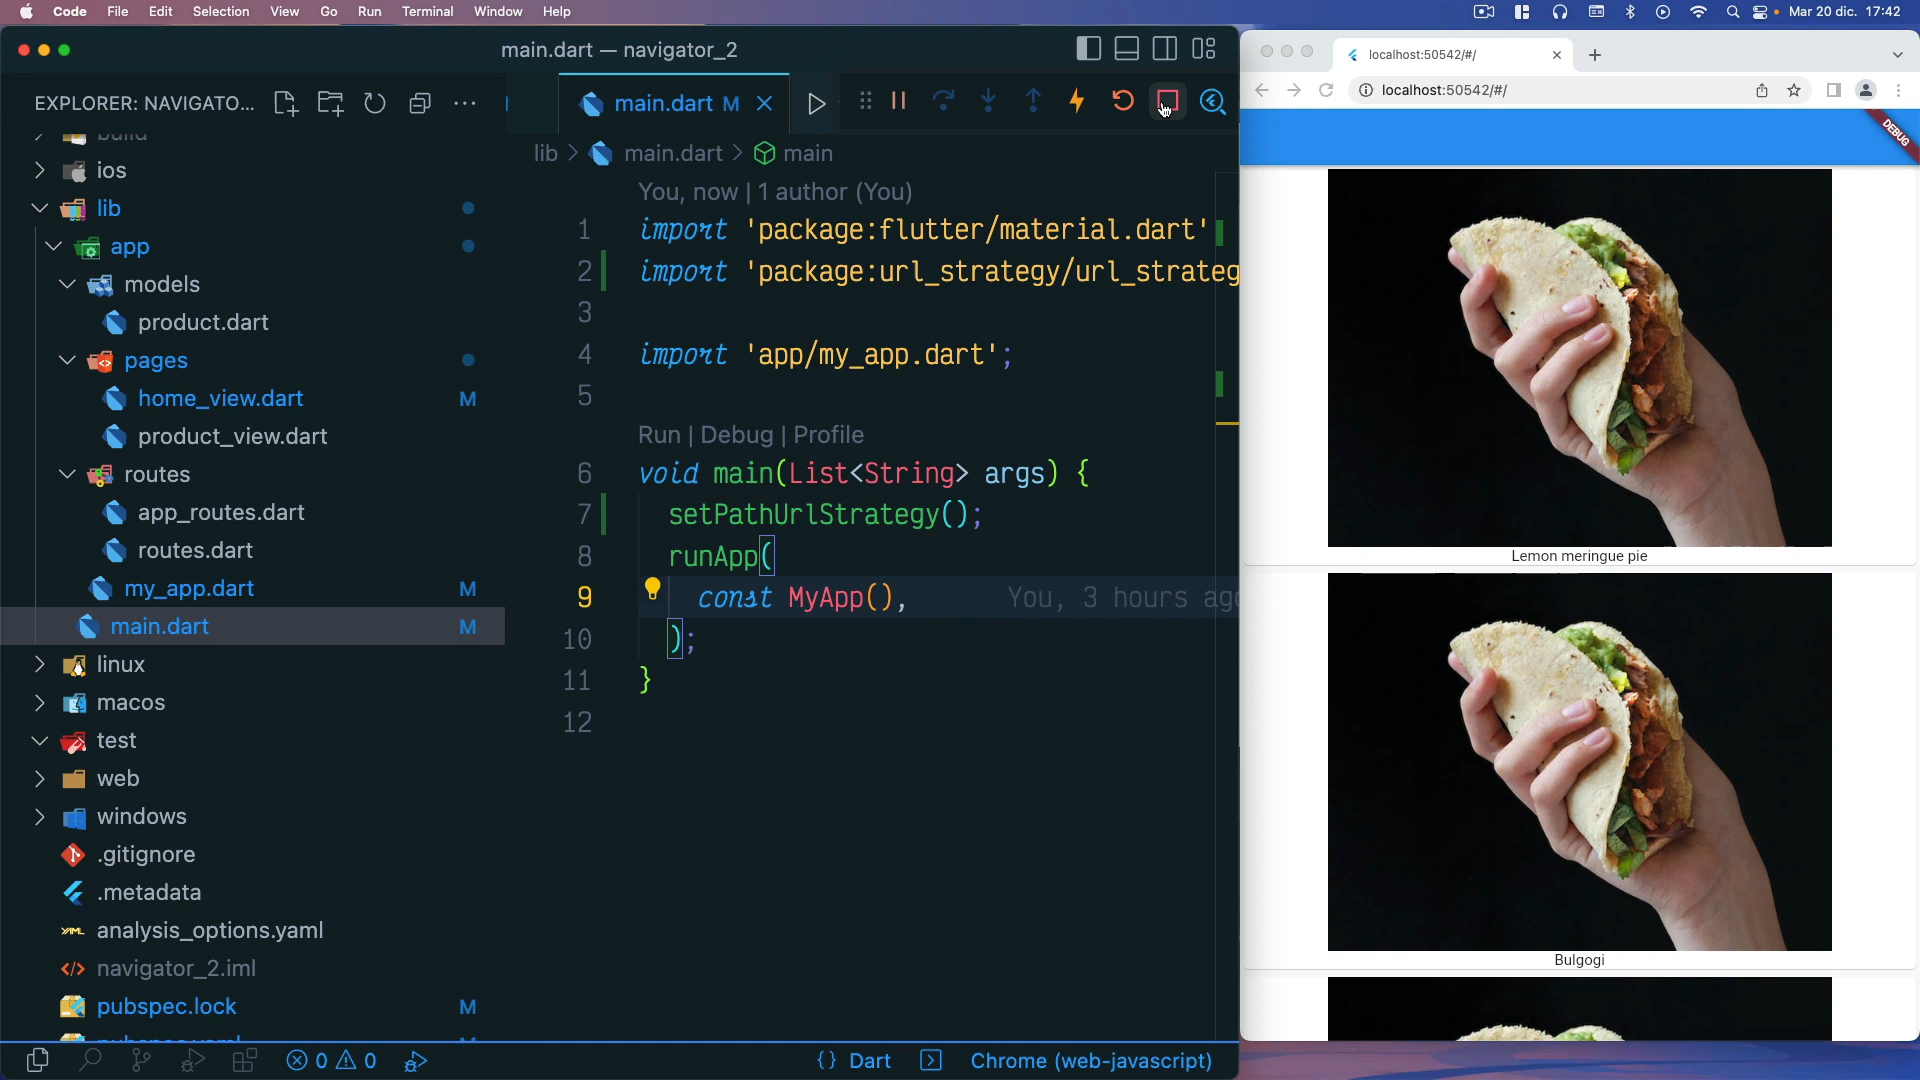 Code File Edit Selection View Go Run Terminal Window Help
Mar 20 dic. 17:42
main.dart — navigator_2
EXPLORER: NAVIGATO...
build
ios
lib
app
models
product.dart
pages
home_view.dart M
product_view.dart
routes
app_routes.dart
routes.dart
my_app.dart M
main.dart M
linux
macos
test
web
windows
.gitignore
.metadata
analysis_options.yaml
navigator_2.iml
pubspec.lock M
pubspec.yaml M
main.dart M
lib > main.dart > main
You, now | 1 author (You)
1 import 'package:flutter/material.dart'
2 import 'package:url_strategy/url_strateg
3
4 import 'app/my_app.dart';
5
Run | Debug | Profile
6 void main(List<String> args) {
7 setPathUrlStrategy();
8 runApp(
9 const MyApp(), You, 3 hours ago
10 );
11 }
12
0 0
{} Dart
Chrome (web-javascript)
localhost:50542/#/
localhost:50542/#/
DEBUG
Lemon meringue pie
Bulgogi